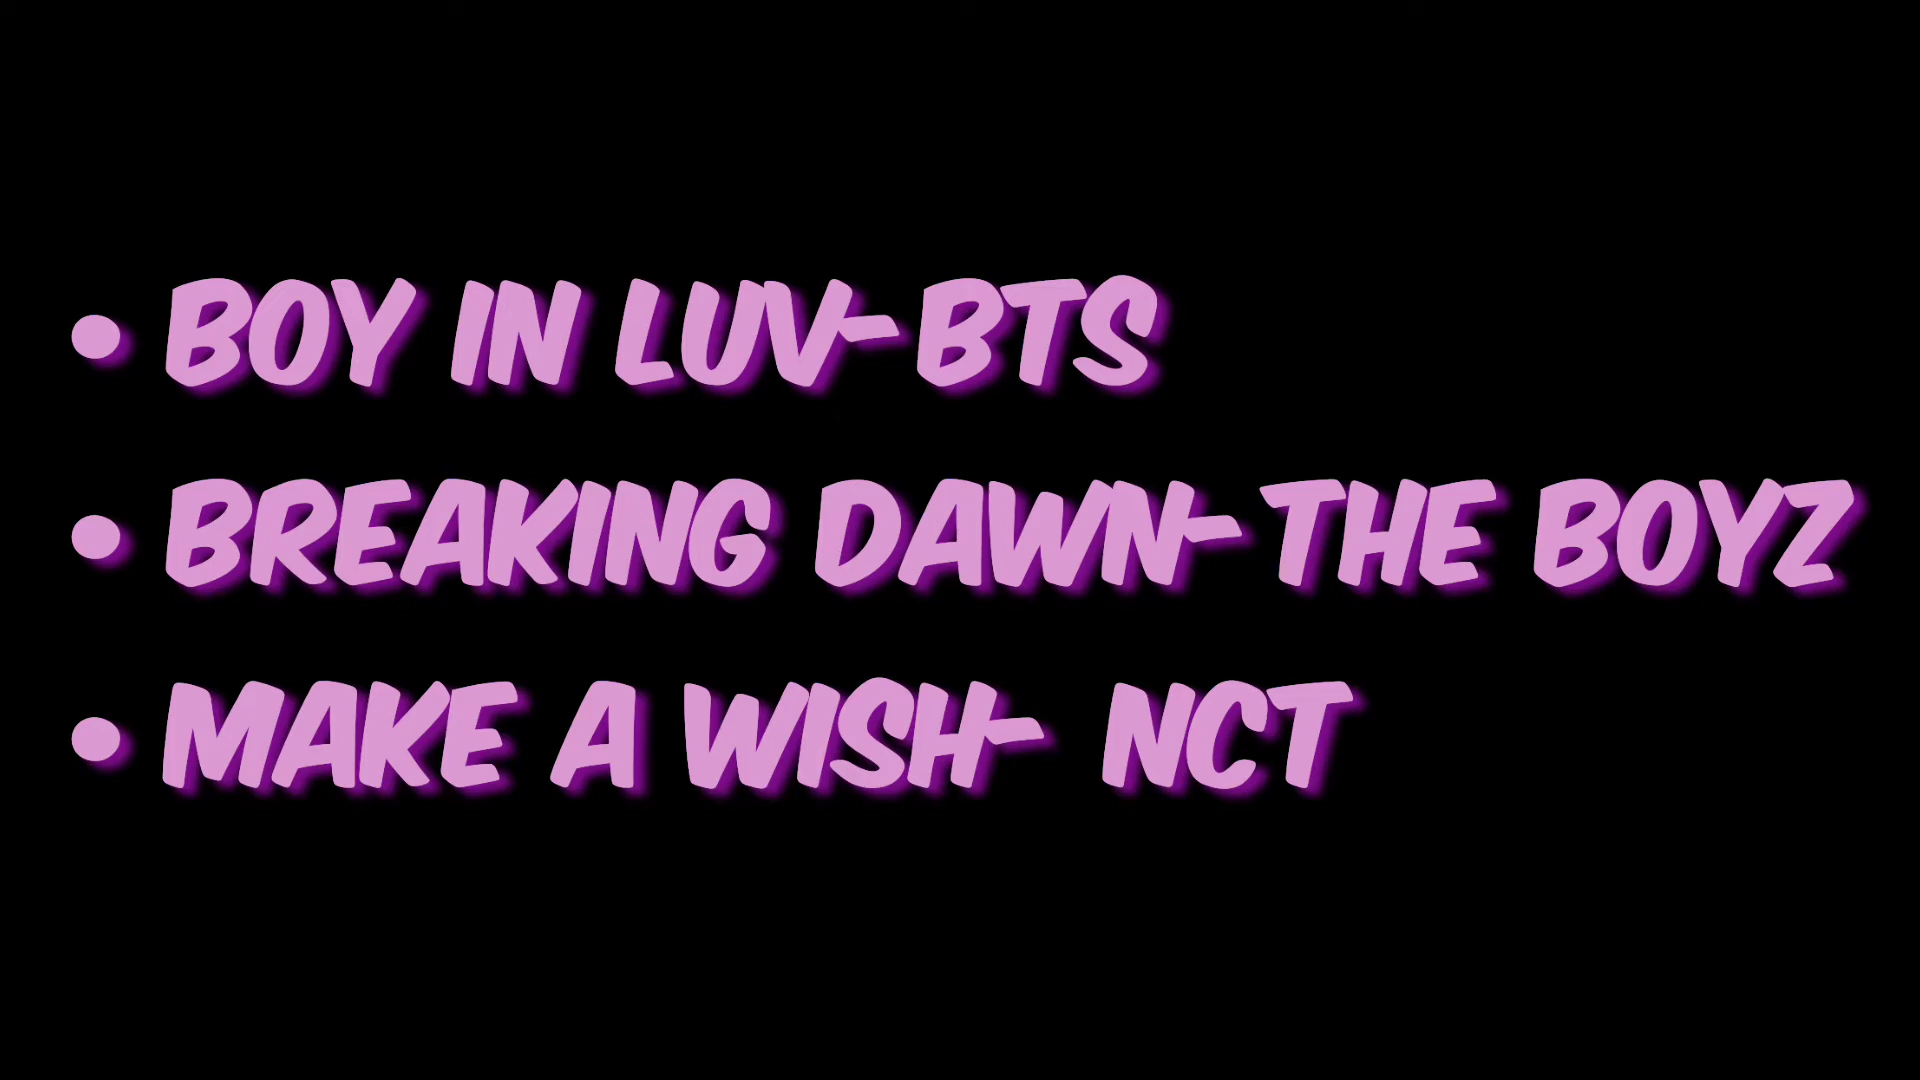 • BOY IN LUV-BTS
• BREAKING DAWN-THE BOYZ
• MAKE A WISH- NCT